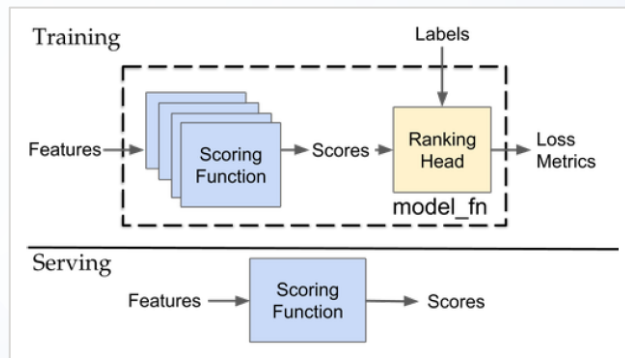 Training
Labels
Features
Scoring
Function
Scores
Ranking
Head
Loss
Metrics
model_fn
Serving
Features
Scoring
Function
Scores